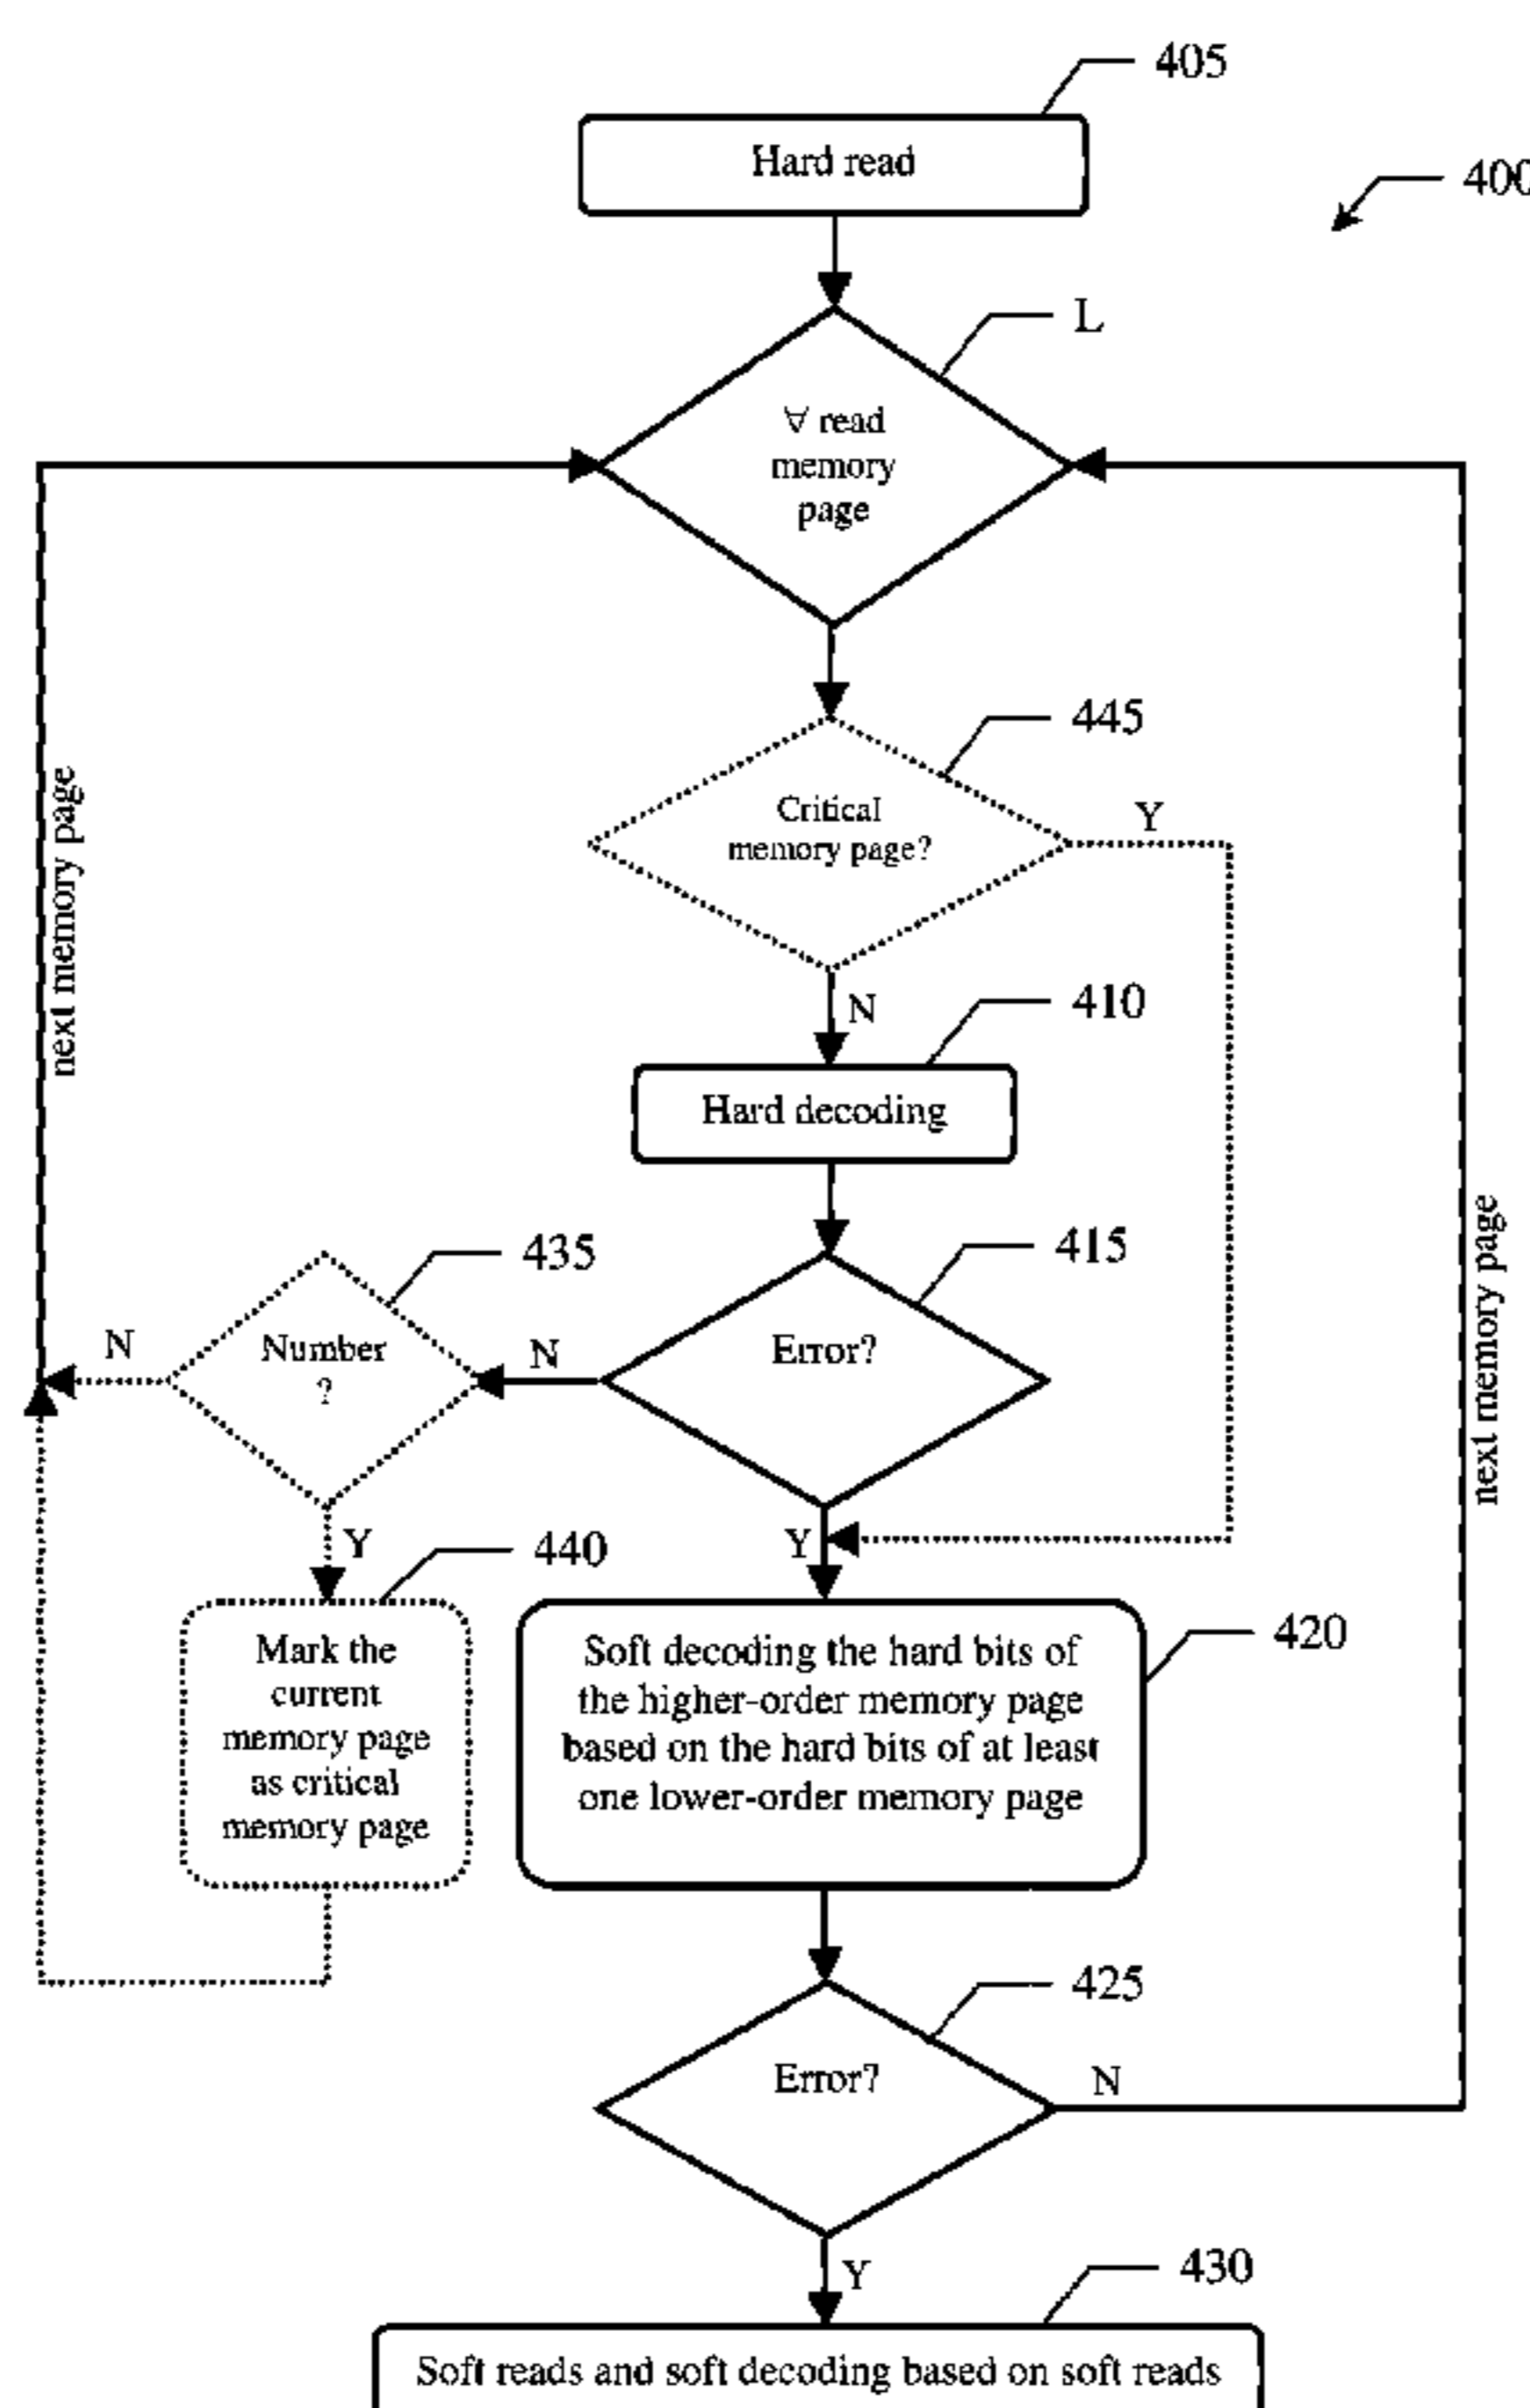 405
Hard read
400
L
∀ read
memory
page
445
Critical
memory page?
Y
next memory page
N
410
Hard decoding
435
415
Number
?
N
N
Error?
next memory page
Y
440
Y
Mark the
current
memory page
as critical
memory page
Soft decoding the hard bits of
the higher-order memory page
based on the hard bits of at least
one lower-order memory page
420
425
Error?
N
Y
430
Soft reads and soft decoding based on soft reads